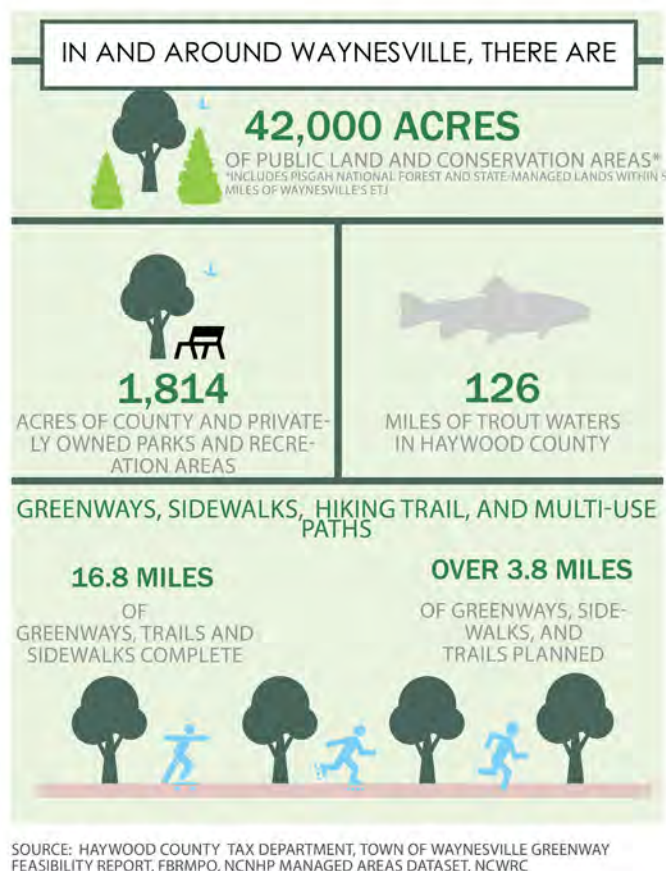 IN AND AROUND WAYNESVILLE, THERE ARE
42,000 ACRES
OF PUBLIC LAND AND CONSERVATION AREAS*
*INCLUDES PISGAH NATIONAL FOREST AND STATE-MANAGED LANDS WITHIN 5
MILES OF WAYNESVILLE'S ETJ
1,814
ACRES OF COUNTY AND PRIVATE-
LY OWNED PARKS AND RECRE-
ATION AREAS
126
MILES OF TROUT WATERS
IN HAYWOOD COUNTY
GREENWAYS, SIDEWALKS, HIKING TRAIL, AND MULTI-USE
PATHS
16.8 MILES
OF
GREENWAYS, TRAILS AND
SIDEWALKS COMPLETE
OVER 3.8 MILES
OF GREENWAYS, SIDE-
WALKS, AND
TRAILS PLANNED
SOURCE: HAYWOOD COUNTY TAX DEPARTMENT, TOWN OF WAYNESVILLE GREENWAY
FEASIBILITY REPORT, FBRMPO, NCNHP MANAGED AREAS DATASET, NCWRC